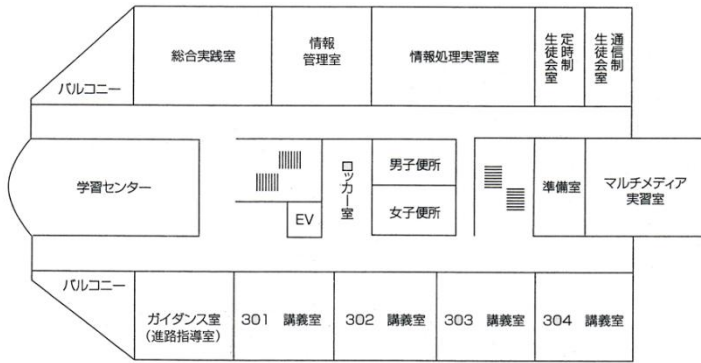 バルコニー
総合実践室
情報
管理室
情報処理実習室
定時制
生徒会室
通信制
生徒会室
学習センター
EV
ロッカー室
男子便所
女子便所
準備室
マルチメディア
実習室
バルコニー
ガイダンス室
（進路指導室）
301 講義室
302 講義室
303 講義室
304 講義室